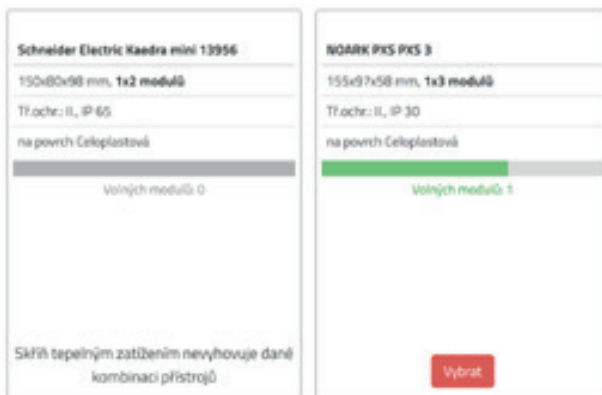 Schneider Electric Kaedra mini 13956
150x80x98 mm, 1x2 modulů
Tř.ochr.: II., IP 65
na povrch Celoplastová
Volných modulů: 0
Skříň tepelným zatížením nevyhovuje dané
kombinaci přístrojů
NOARK PXS PXS 3
155x97x58 mm, 1x3 modulů
Tř.ochr.: II., IP 30
na povrch Celoplastová
Volných modulů: 1
Vybrat